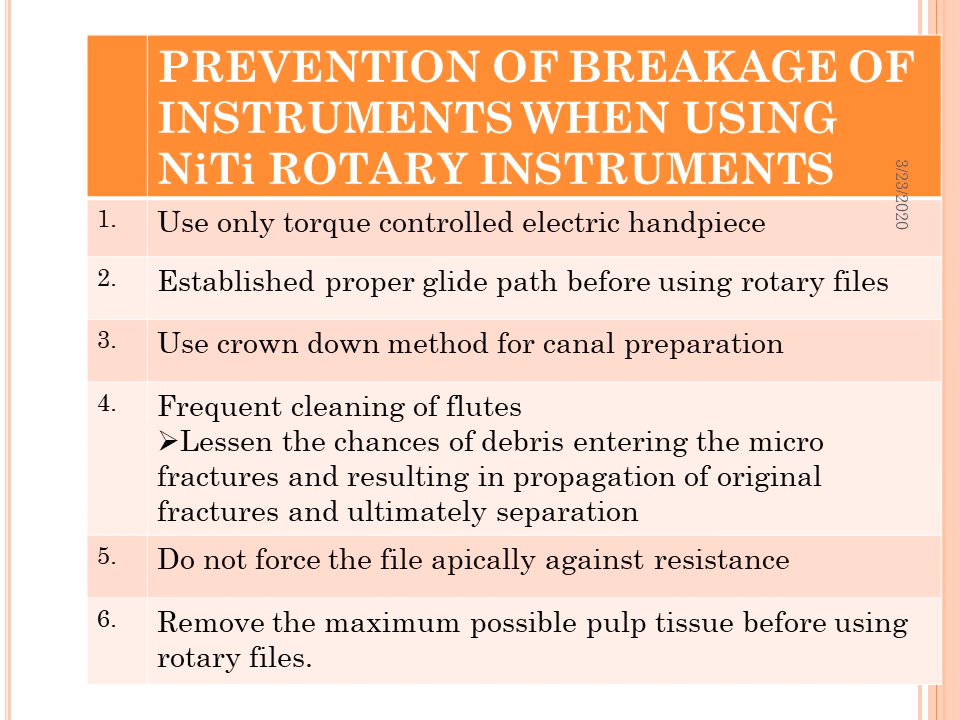 PREVENTION OF BREAKAGE OF
INSTRUMENTS WHEN USING
NiTi ROTARY INSTRUMENTS
3/23/2020
1. Use only torque controlled electric handpiece
2. Established proper glide path before using rotary files
3. Use crown down method for canal preparation
4. Frequent cleaning of flutes
➢Lessen the chances of debris entering the micro
fractures and resulting in propagation of original
fractures and ultimately separation
5. Do not force the file apically against resistance
6. Remove the maximum possible pulp tissue before using
rotary files.